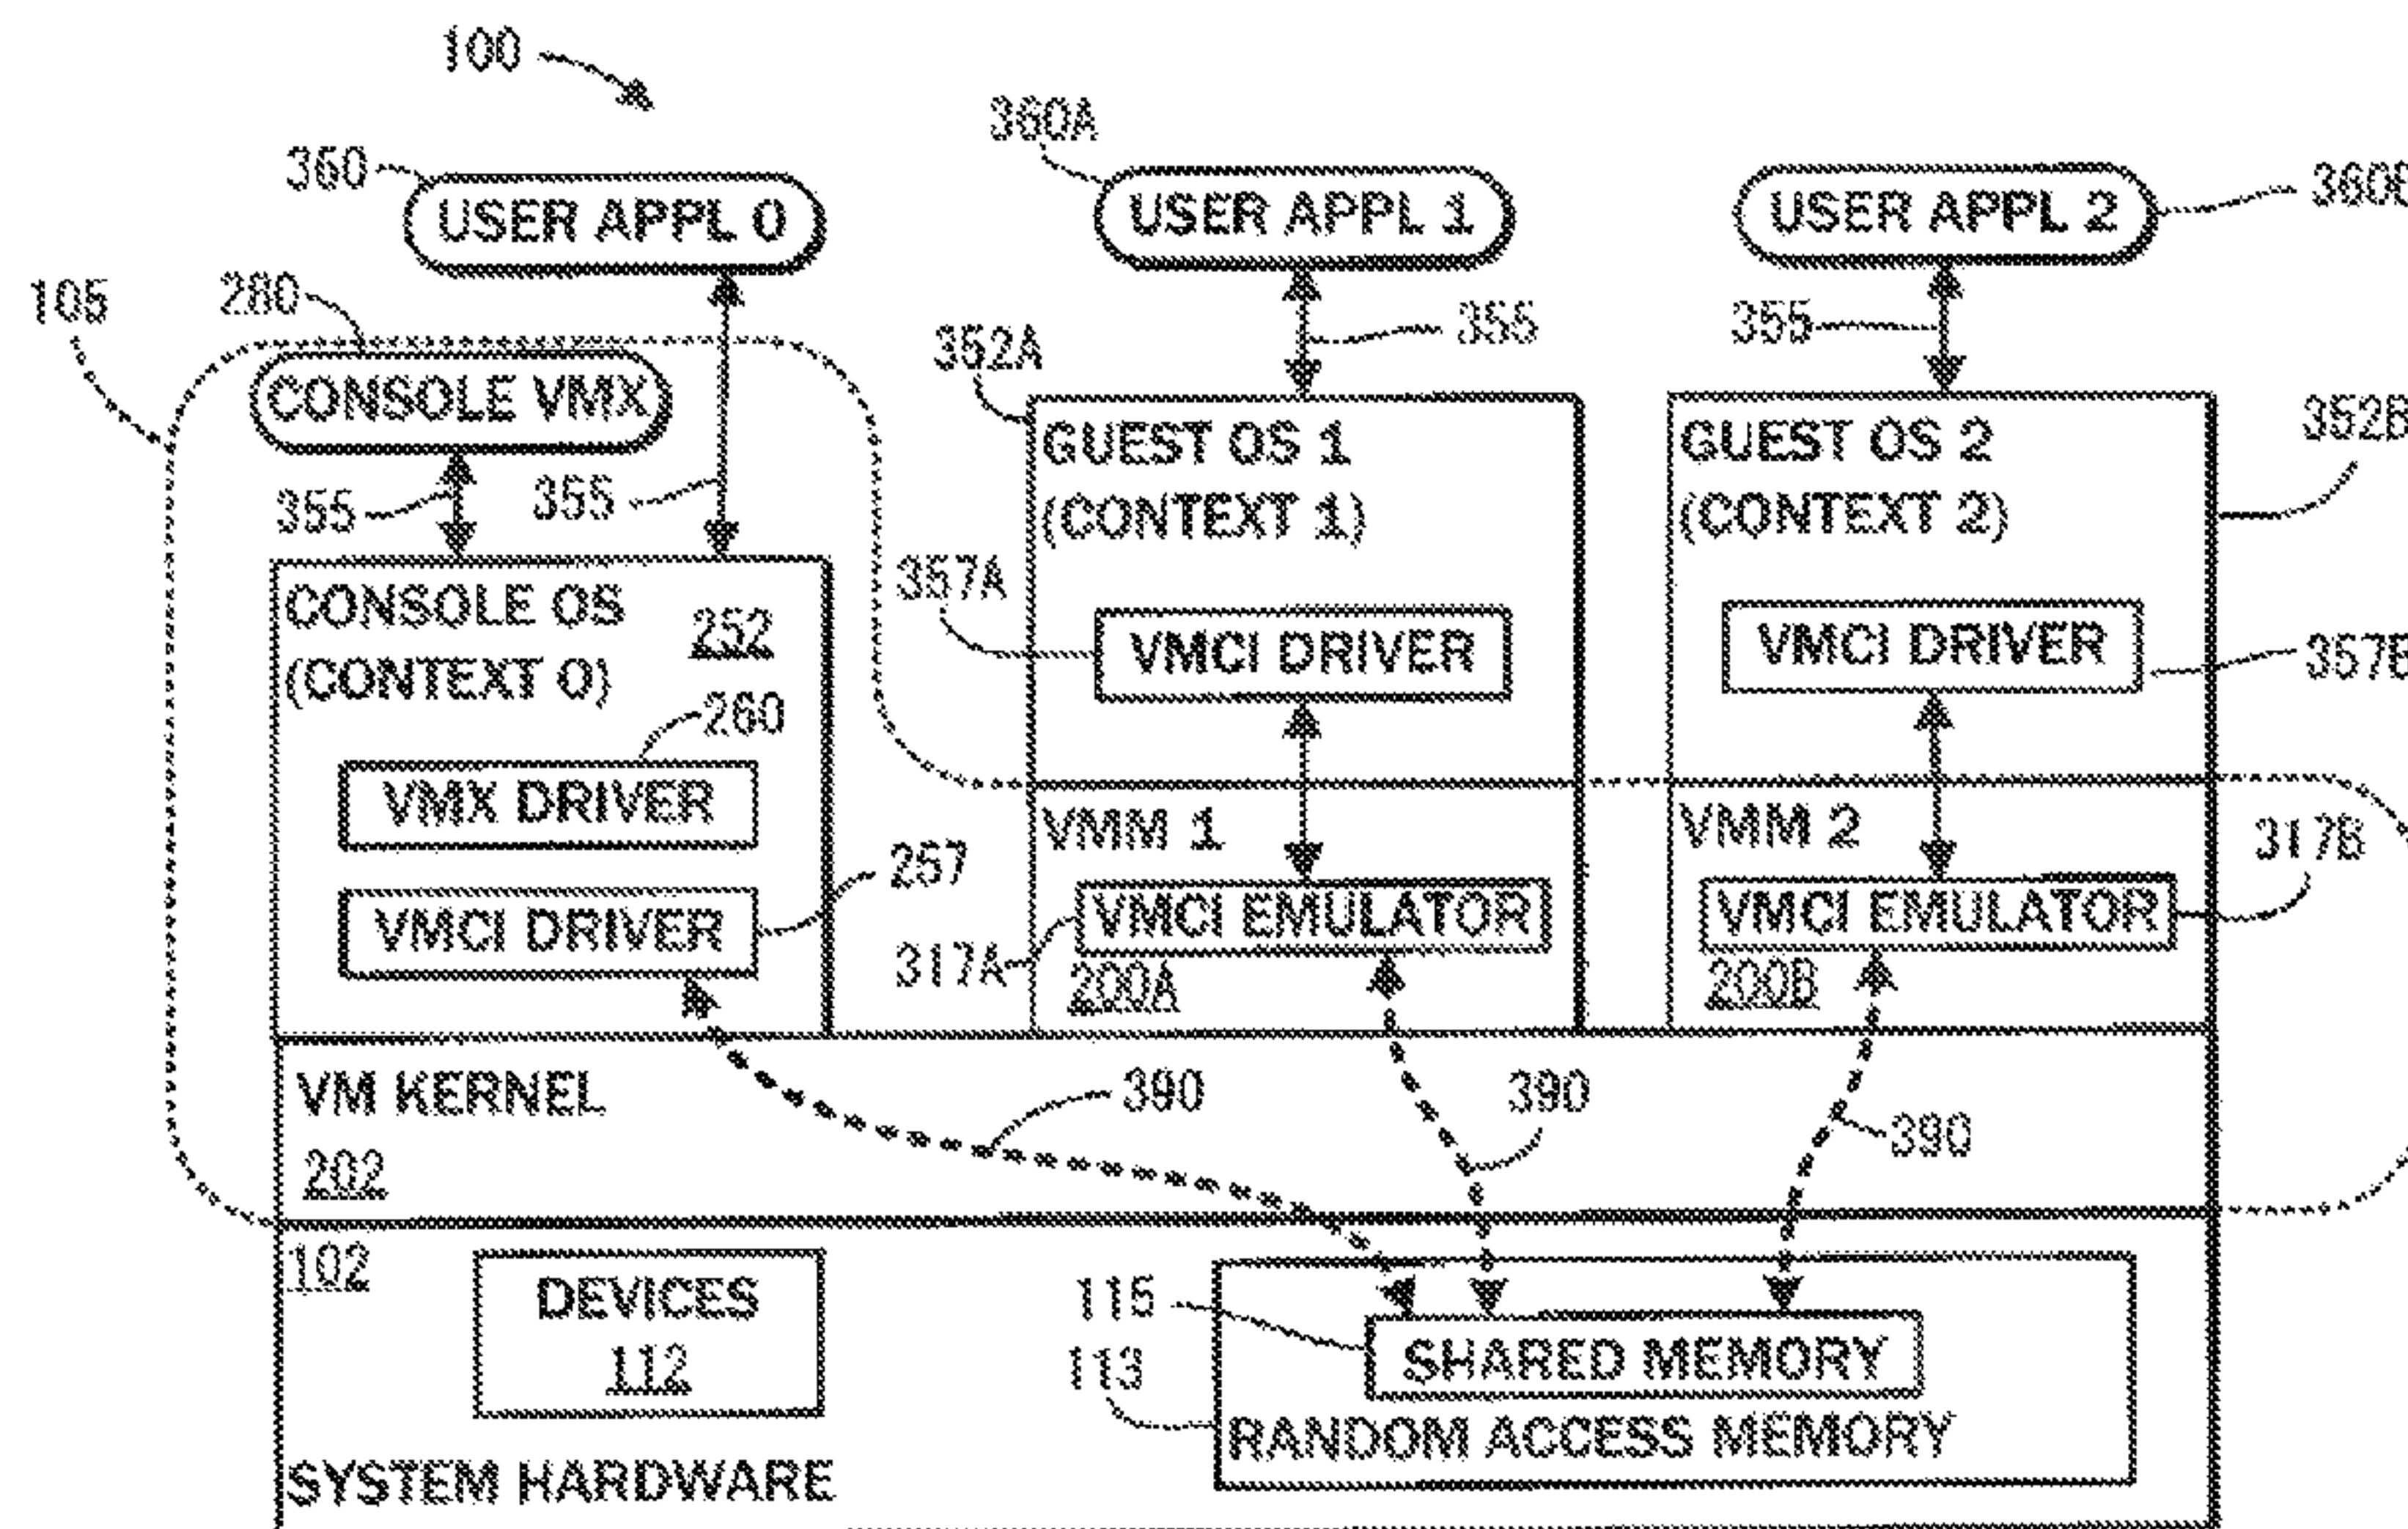 100
360A
360
USER APPL 0
USER APPL 1
USER APPL 2
105
280
355
355
352A
CONSOLE VMX
352B
GUEST OS 1
(CONTEXT 1)
GUEST OS 2
(CONTEXT 2)
355
355
CONSOLE OS
(CONTEXT 0)
252
357A
VMCI DRIVER
VMCI DRIVER
357B
260
VMX DRIVER
VMM 1
VMM 2
317B
257
VMCI DRIVER
VMCI EMULATOR
VMCI EMULATOR
317A
200A
200B
VM KERNEL
390
390
390
202
102
DEVICES
112
115
SHARED MEMORY
113
RANDOM ACCESS MEMORY
SYSTEM HARDWARE